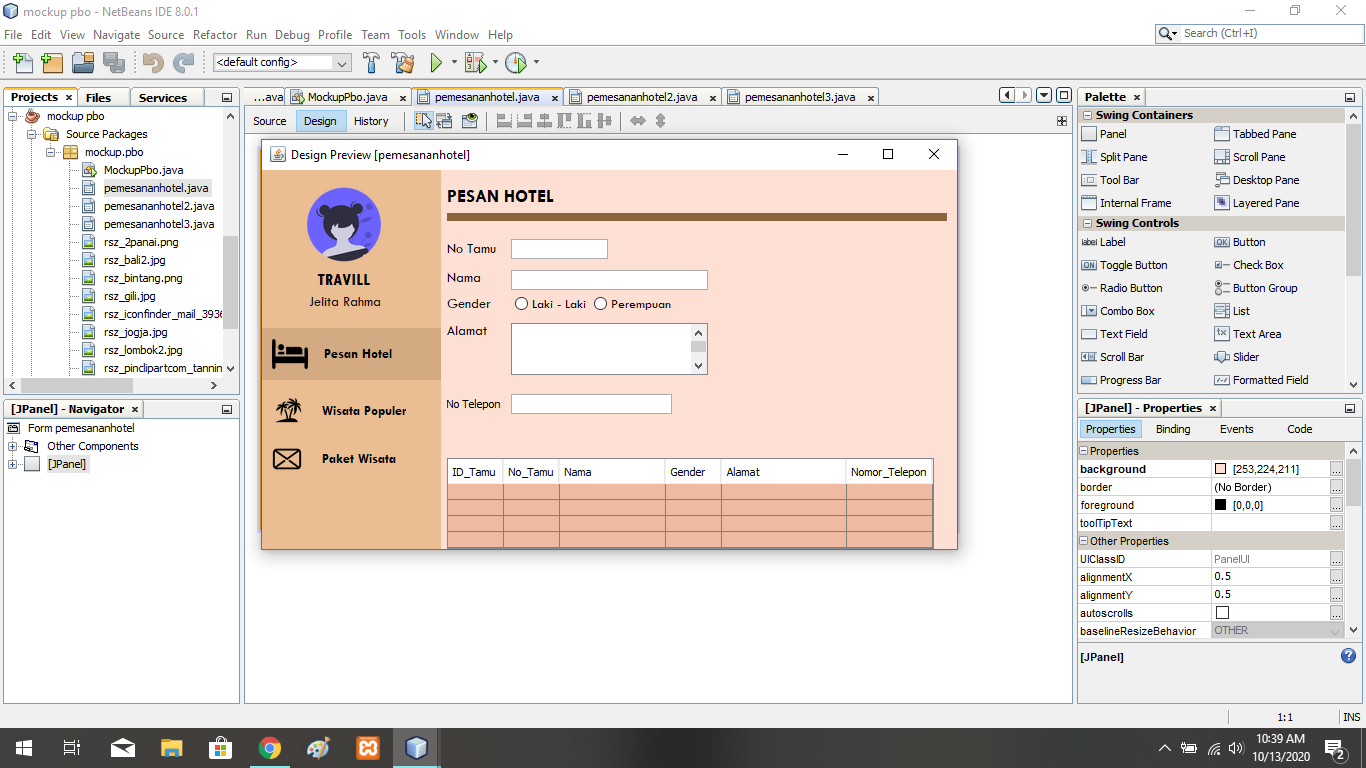 mockup pbo - NetBeans IDE 8.0.1
File Edit View Navigate Source Refactor Run Debug Profile Team Tools Window Help
Search (Ctrl+I)
<default config>
Projects × Files Services
mockup pbo
Source Packages
mockup.pbo
MockupPbo.java
pemesananhotel.java
pemesananhotel2.java
pemesananhotel3.java
rsz_2panai.png
rsz_bali2.jpg
rsz_bintang.png
rsz_gili.jpg
rsz_iconfinder_mail_3936
rsz_jogja.jpg
rsz_lombok2.jpg
rsz_pinclipartcom_tannin
[JPanel] - Navigator ×
Form pemesananhotel
Other Components
[JPanel]
...ava MockupPbo.java × pemesananhotel.java × pemesananhotel2.java × pemesananhotel3.java ×
Source Design History
Design Preview [pemesananhotel]
TRAVILL
Jelita Rahma
Pesan Hotel
Wisata Populer
Paket Wisata
PESAN HOTEL
No Tamu
Nama
Gender Laki - Laki Perempuan
Alamat
No Telepon
ID_Tamu No_Tamu Nama Gender Alamat Nomor_Telepon
Palette ×
Swing Containers
Panel Tabbed Pane
Split Pane Scroll Pane
Tool Bar Desktop Pane
Internal Frame Layered Pane
Swing Controls
label Label OK Button
ON Toggle Button Check Box
Radio Button Button Group
Combo Box List
Text Field Text Area
Scroll Bar Slider
Progress Bar Formatted Field
[JPanel] - Properties ×
Properties Binding Events Code
Properties
background [253,224,211] ...
border (No Border) ...
foreground [0,0,0] ...
toolTipText ...
Other Properties
UIClassID PanelUI ...
alignmentX 0.5 ...
alignmentY 0.5 ...
autoscrolls ...
baselineResizeBehavior OTHER
[JPanel]
1:1 INS
10:39 AM
10/13/2020
2